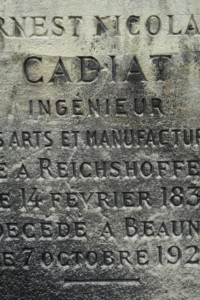 RNEST NICOLA
CADIAT
INGÉNIEUR
S ARTS ET MANUFACTUR
É A REICHSHOFFE
E 14 FÉVRIER 183
DÉCÉDÉ A BEAUN
E 7 OCTOBRE 192